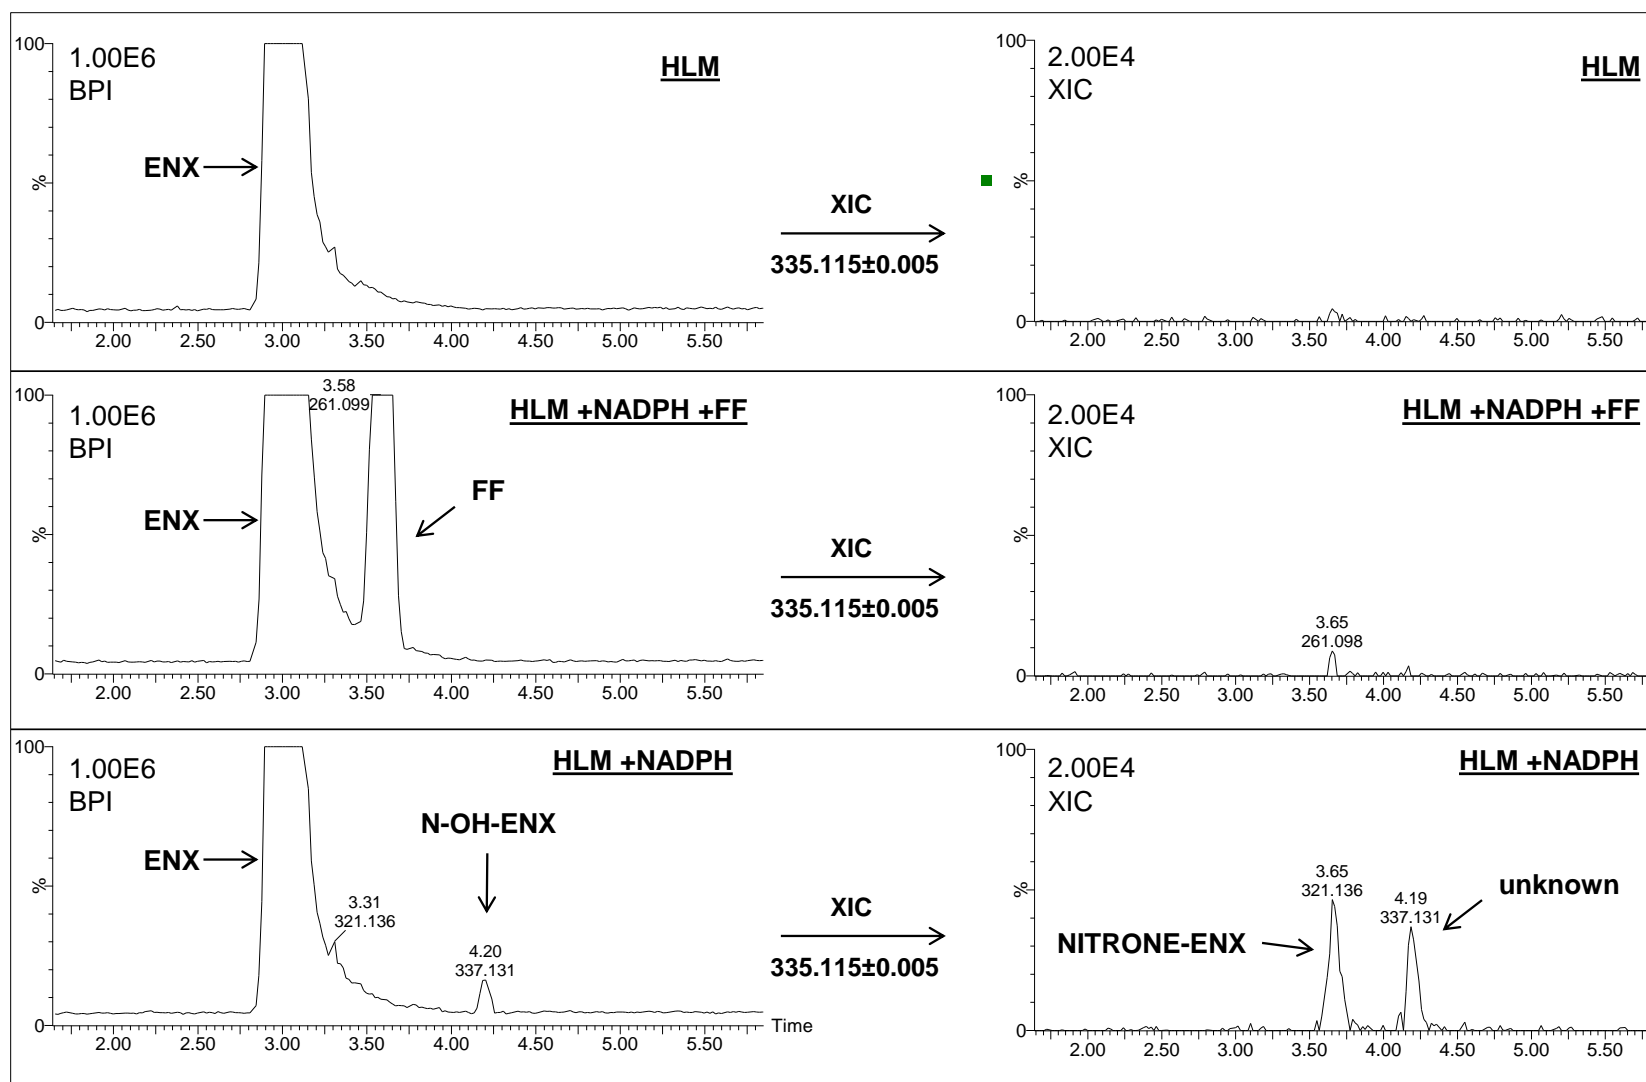 100
1.00E6
BPI
HLM
ENX
%
0
2.00 2.50 3.00 3.50 4.00 4.50 5.00 5.50
XIC
335.115±0.005
100
2.00E4
XIC
HLM
%
0
2.00 2.50 3.00 3.50 4.00 4.50 5.00 5.50
100
1.00E6
BPI
3.58
261.099
HLM +NADPH +FF
FF
ENX
%
0
2.00 2.50 3.00 3.50 4.00 4.50 5.00 5.50
XIC
335.115±0.005
100
2.00E4
XIC
HLM +NADPH +FF
%
3.65
261.098
0
2.00 2.50 3.00 3.50 4.00 4.50 5.00 5.50
100
1.00E6
BPI
HLM +NADPH
N-OH-ENX
ENX
%
3.31
321.136
4.20
337.131
0
2.00 2.50 3.00 3.50 4.00 4.50 5.00 5.50
Time
XIC
335.115±0.005
100
2.00E4
XIC
HLM +NADPH
%
3.65
321.136
4.19
337.131
unknown
NITRONE-ENX
0
2.00 2.50 3.00 3.50 4.00 4.50 5.00 5.50